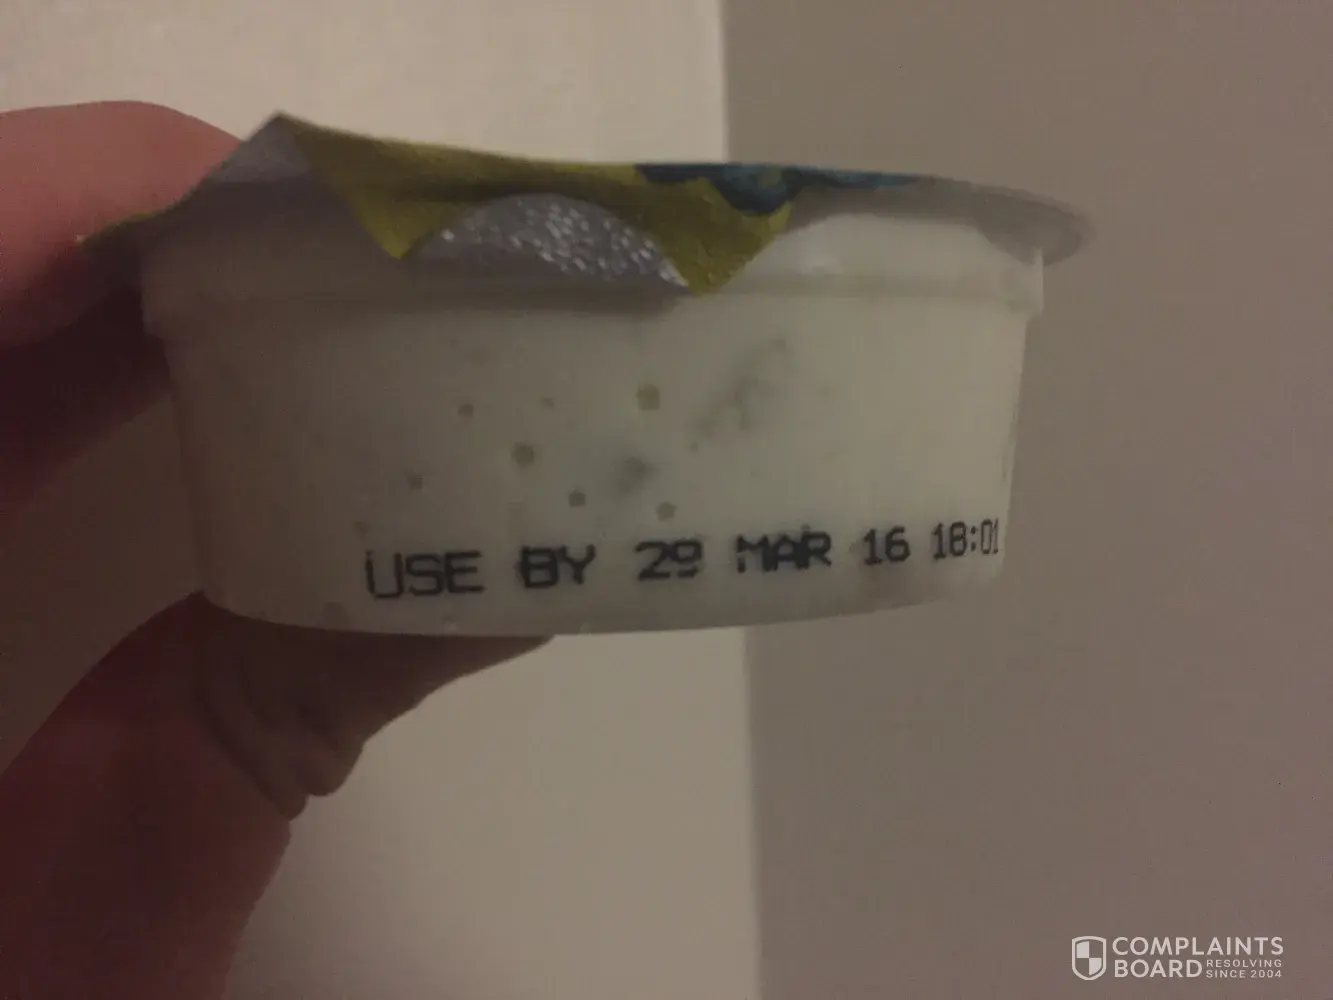 USE BY 29 MAR 16 18:01
COMPLAINTS
BOARD RESOLVING SINCE 2004